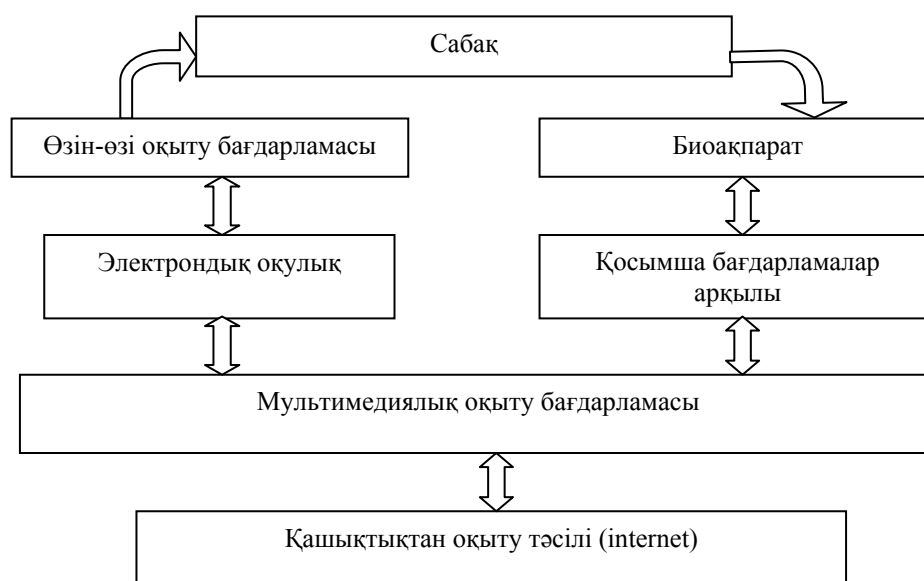 Сабақ
Өзін-өзі оқыту бағдарламасы
Биоақпарат
Электрондық оқулық
Қосымша бағдарламалар
арқылы
Мультимедиялық оқыту бағдарламасы
Қашықтықтан оқыту тәсілі (internet)